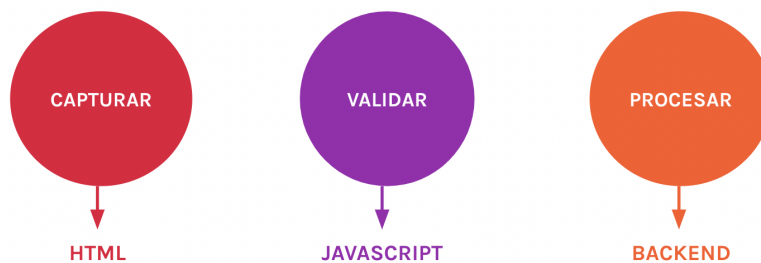 CAPTURAR
VALIDAR
PROCESAR
HTML
JAVASCRIPT
BACKEND